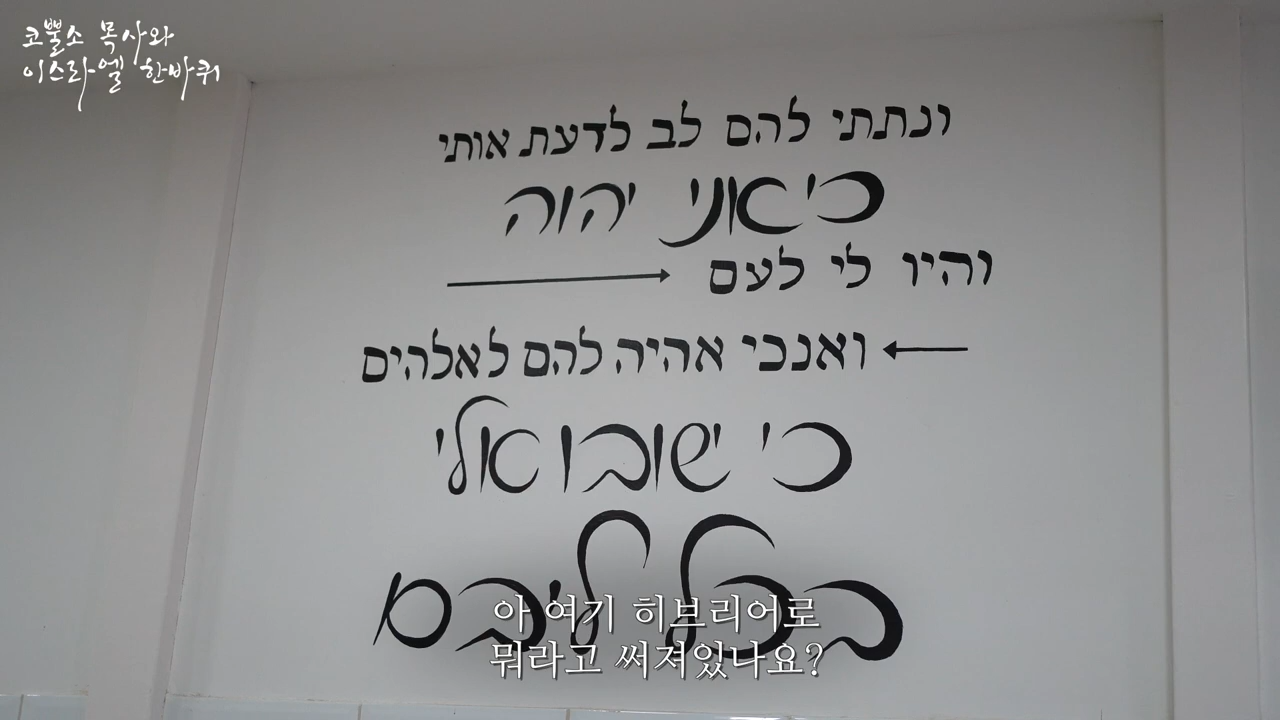 코뿔소 목사와
이스라엘 한바퀴
ונתתי להם לב לדעת אותי
כי אני יהוה
והיו לי לעם
ואנכי אהיה להם לאלהים
כי ישובו אלי
בכל ליבם
아 여기 히브리어로
뭐라고 써져있나요?